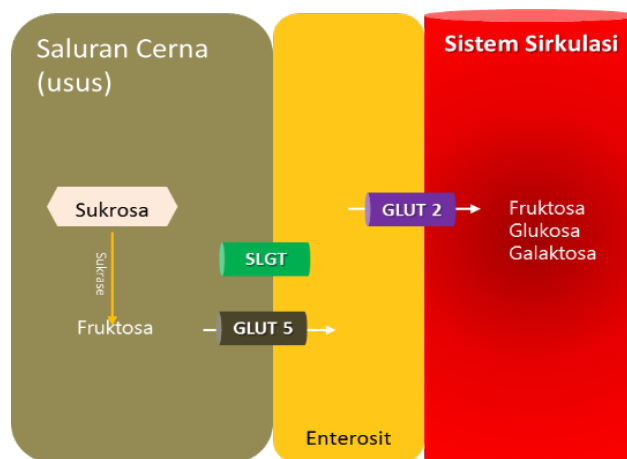 Saluran Cerna
(usus)
Sistem Sirkulasi
Sukrosa
Sukrase
Fruktosa
SLGT
GLUT 5
GLUT 2
Fruktosa
Glukosa
Galaktosa
Enterosit